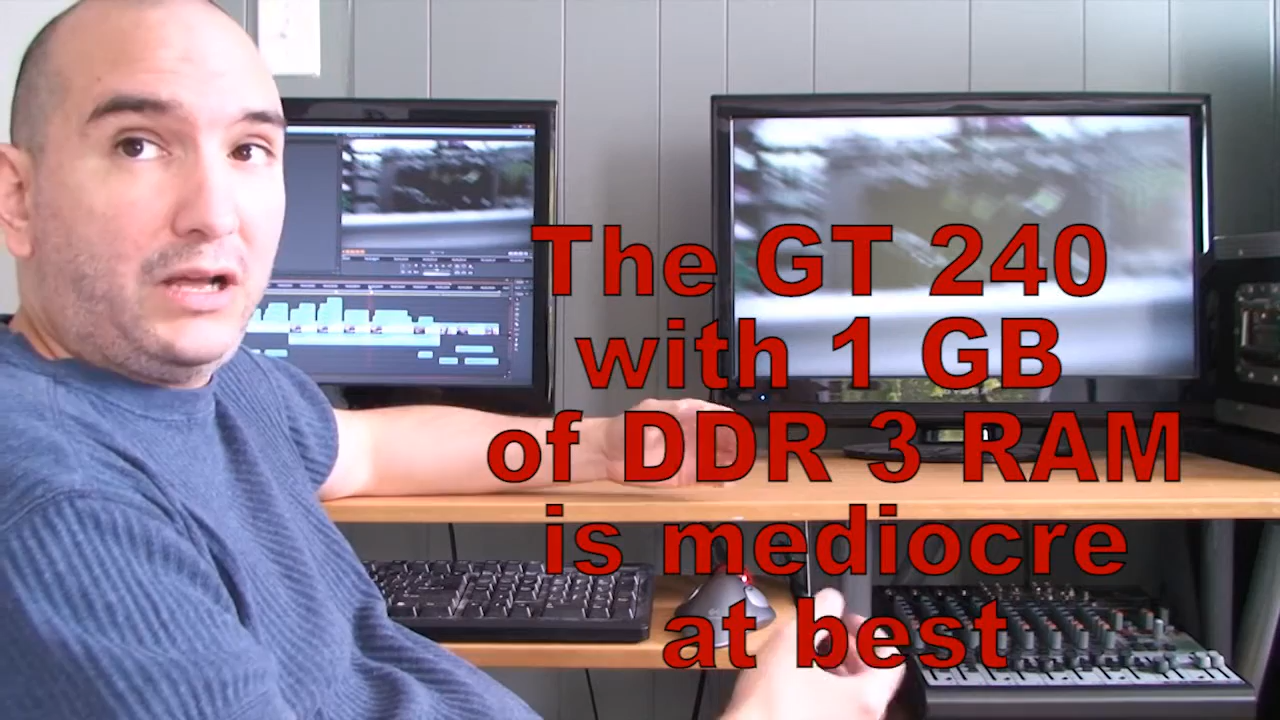 The GT 240
with 1 GB
of DDR 3 RAM
is mediocre
at best